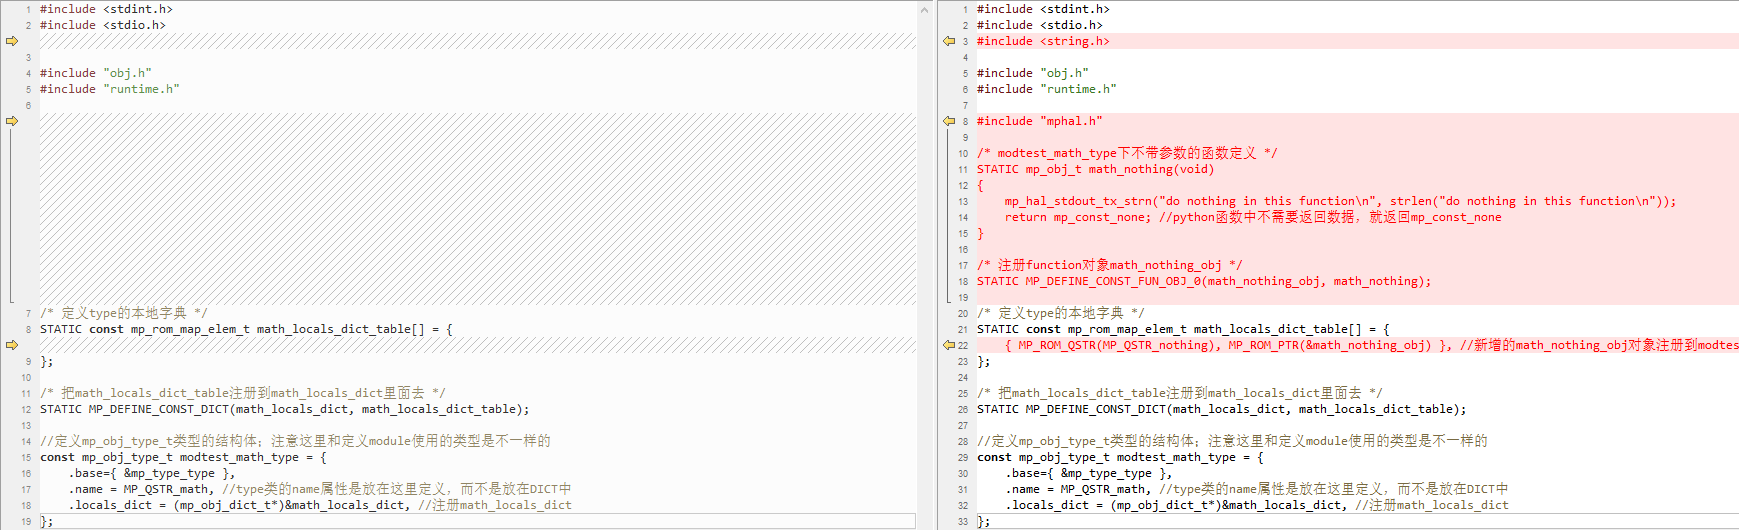 1 #include <stdint.h>
2 #include <stdio.h>
3
4 #include "obj.h"
5 #include "runtime.h"
6
7 /* 定义type的本地字典 */
8 STATIC const mp_rom_map_elem_t math_locals_dict_table[] = {
9 };
10
11 /* 把math_locals_dict_table注册到math_locals_dict里面去 */
12 STATIC MP_DEFINE_CONST_DICT(math_locals_dict, math_locals_dict_table);
13
14 //定义mp_obj_type_t类型的结构体；注意这里和定义module使用的类型是不一样的
15 const mp_obj_type_t modtest_math_type = {
16 .base={ &mp_type_type },
17 .name = MP_QSTR_math, //type类的name属性是放在这里定义，而不是放在DICT中
18 .locals_dict = (mp_obj_dict_t*)&math_locals_dict, //注册math_locals_dict
19 };
1 #include <stdint.h>
2 #include <stdio.h>
3 #include <string.h>
4
5 #include "obj.h"
6 #include "runtime.h"
7
8 #include "mphal.h"
9
10 /* modtest_math_type下不带参数的函数定义 */
11 STATIC mp_obj_t math_nothing(void)
12 {
13 mp_hal_stdout_tx_strn("do nothing in this function\n", strlen("do nothing in this function\n"));
14 return mp_const_none; //python函数中不需要返回数据，就返回mp_const_none
15 }
16
17 /* 注册function对象math_nothing_obj */
18 STATIC MP_DEFINE_CONST_FUN_OBJ_0(math_nothing_obj, math_nothing);
19
20 /* 定义type的本地字典 */
21 STATIC const mp_rom_map_elem_t math_locals_dict_table[] = {
22 { MP_ROM_QSTR(MP_QSTR_nothing), MP_ROM_PTR(&math_nothing_obj) }, //新增的math_nothing_obj对象注册到modtes
23 };
24
25 /* 把math_locals_dict_table注册到math_locals_dict里面去 */
26 STATIC MP_DEFINE_CONST_DICT(math_locals_dict, math_locals_dict_table);
27
28 //定义mp_obj_type_t类型的结构体；注意这里和定义module使用的类型是不一样的
29 const mp_obj_type_t modtest_math_type = {
30 .base={ &mp_type_type },
31 .name = MP_QSTR_math, //type类的name属性是放在这里定义，而不是放在DICT中
32 .locals_dict = (mp_obj_dict_t*)&math_locals_dict, //注册math_locals_dict
33 };